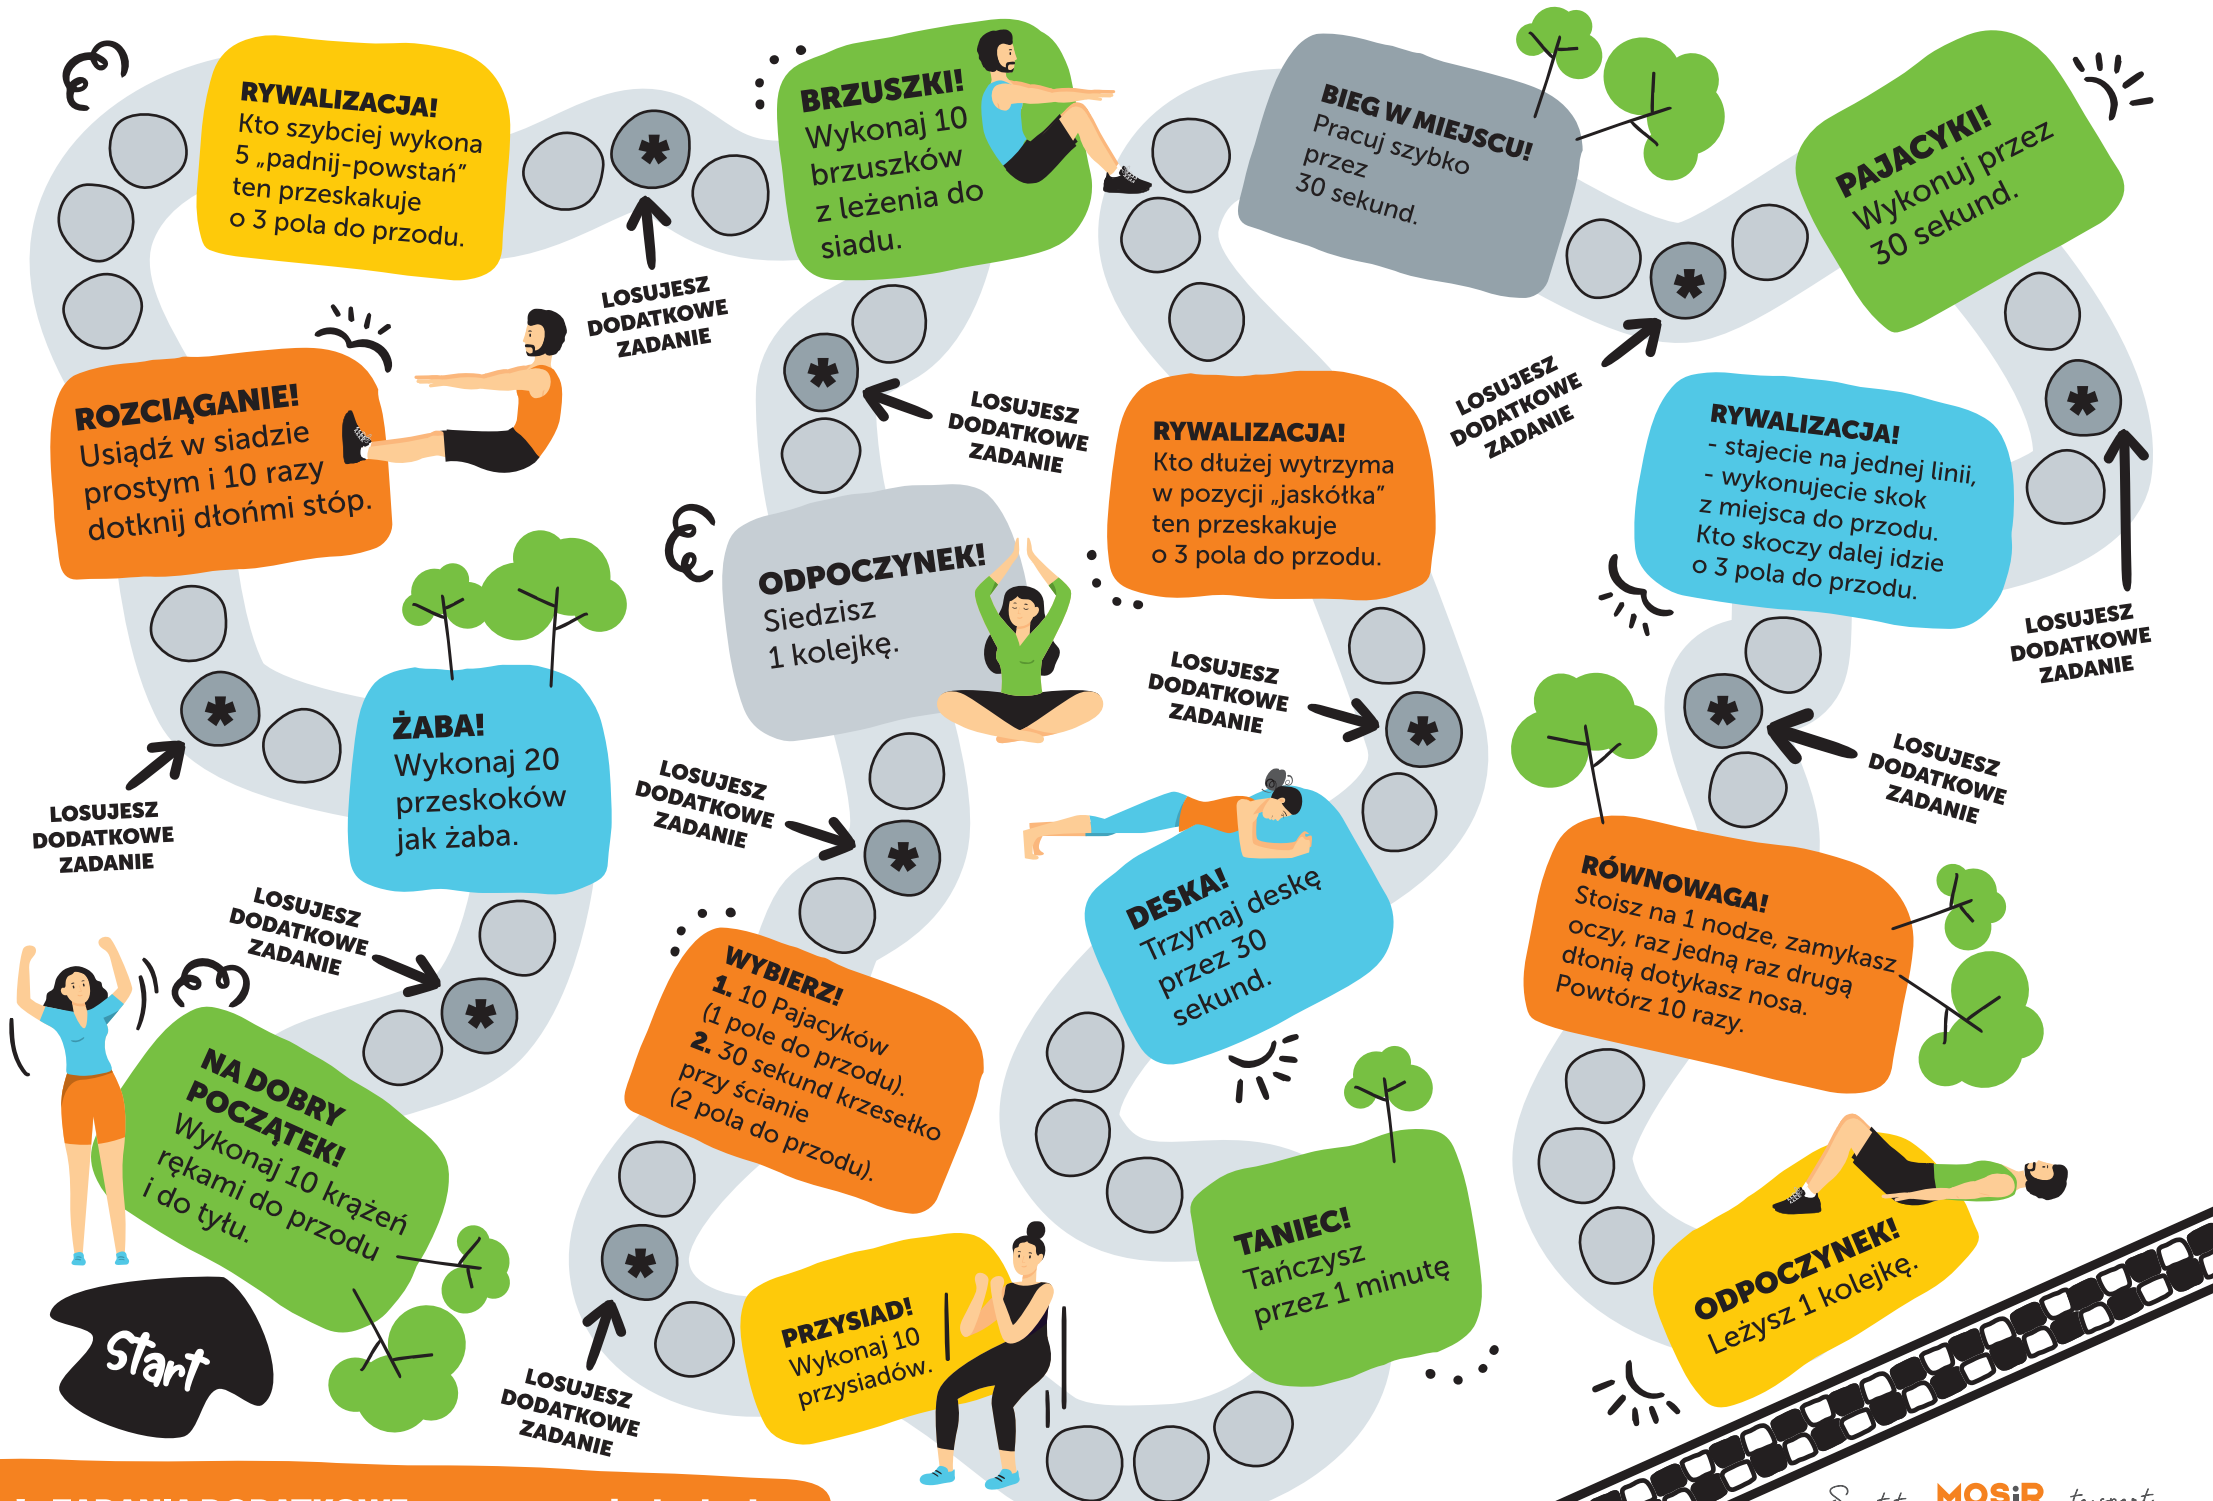 Start
NA DOBRY
POCZĄTEK!
Wykonaj 10 krążeń
rękami do przodu
i do tyłu.
LOSUJESZ
DODATKOWE
ZADANIE
*
ŻABA!
Wykonaj 20
przeskoków
jak żaba.
LOSUJESZ
DODATKOWE
ZADANIE
*
ROZCIĄGANIE!
Usiądź w siadzie
prostym i 10 razy
dotknij dłońmi stóp.
RYWALIZACJA!
Kto szybciej wykona
5 „padnij-powstań”
ten przeskakuje
o 3 pola do przodu.
*
LOSUJESZ
DODATKOWE
ZADANIE
BRZUSZKI!
Wykonaj 10
brzuszków
z leżenia do
siadu.
*
LOSUJESZ
DODATKOWE
ZADANIE
ODPOCZYNEK!
Siedzisz
1 kolejkę.
LOSUJESZ
DODATKOWE
ZADANIE
*
WYBIERZ!
1. 10 Pajacyków
(1 pole do przodu).
2. 30 sekund krzesełko
przy ścianie
(2 pola do przodu).
*
LOSUJESZ
DODATKOWE
ZADANIE
PRZYSIAD!
Wykonaj 10
przysiadów.
TANIEC!
Tańczysz
przez 1 minutę
DESKA!
Trzymaj deskę
przez 30
sekund.
LOSUJESZ
DODATKOWE
ZADANIE
*
RYWALIZACJA!
Kto dłużej wytrzyma
w pozycji „jaskółka”
ten przeskakuje
o 3 pola do przodu.
BIEG W MIEJSCU!
Pracuj szybko
przez
30 sekund.
*
LOSUJESZ
DODATKOWE
ZADANIE
PAJACYKI!
Wykonuj przez
30 sekund.
*
LOSUJESZ
DODATKOWE
ZADANIE
RYWALIZACJA!
- stajecie na jednej linii,
- wykonujecie skok
z miejsca do przodu.
Kto skoczy dalej idzie
o 3 pola do przodu.
*
LOSUJESZ
DODATKOWE
ZADANIE
RÓWNOWAGA!
Stoisz na 1 nodze, zamykasz
oczy, raz jedną raz drugą
dłonią dotykasz nosa.
Powtórz 10 razy.
ODPOCZYNEK!
Leżysz 1 kolejkę.
ZADANIA DODATKOWE
MOSiR